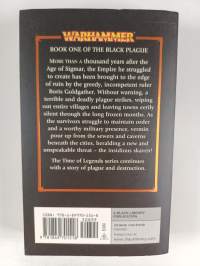 WARHAMMER
BOOK ONE OF THE BLACK PLAGUE
MORE THAN A thousand years after the
Age of Sigmar, the Empire he struggled
to create has been brought to the edge of
ruin by the greedy, incompetent ruler
Boris Goldgather. Without warning, a
terrible and deadly plague strikes, wiping
out entire villages and leaving towns eerily
silent through the long frozen months. As
the survivors struggle to maintain order
and a worthy military presence, vermin
pour up from the sewers and caverns
beneath the cities, heralding a new and
unspeakable threat – the insidious skaven!
The Time of Legends series continues
with a story of plague and destruction.
A BLACK LIBRARY
PUBLICATION